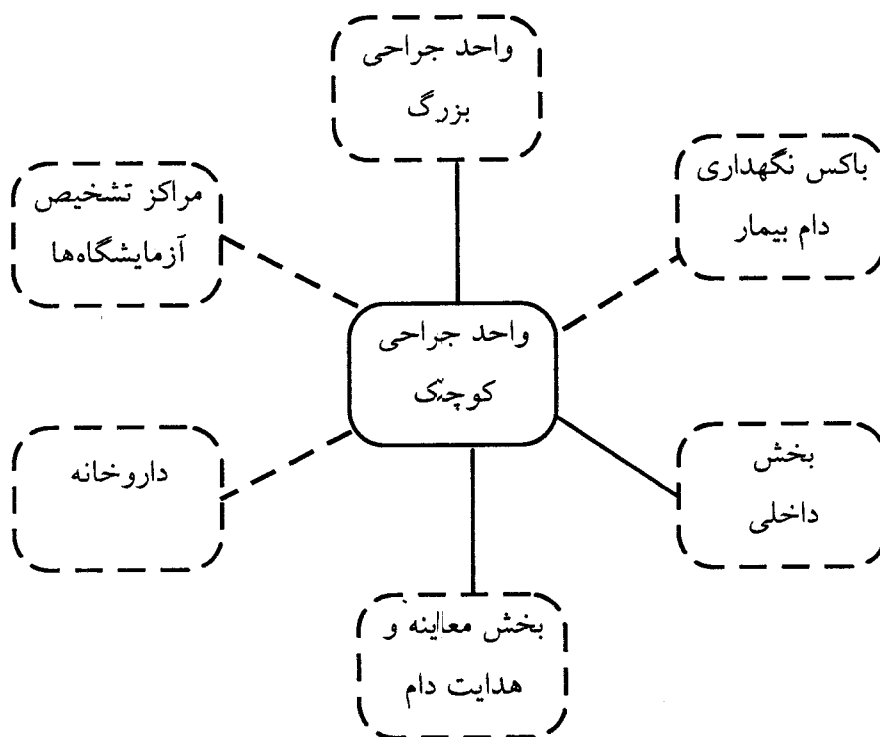 واحد جراحی
بزرگ
باکس نگهداری
دام بیمار
مراکز تشخیص
آزمایشگاه‌ها
واحد جراحی
کوچک
بخش
داخلی
داروخانه
بخش معاینه و
هدایت دام